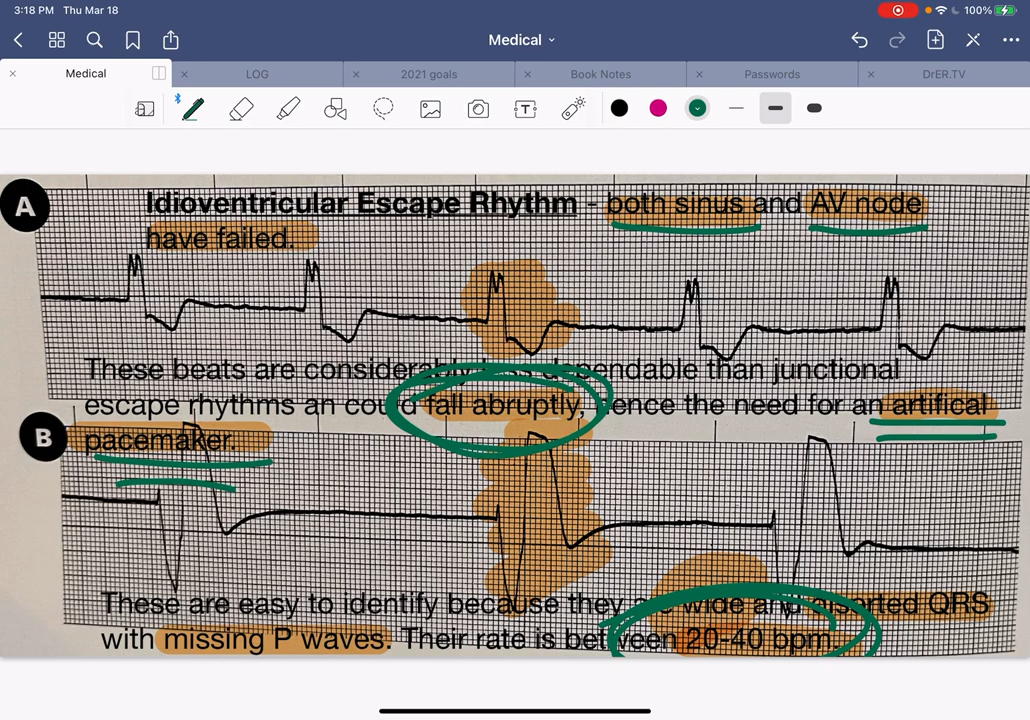 3:18 PM Thu Mar 18
100%
Medical
Medical
LOG
2021 goals
Book Notes
Passwords
DrER.TV
T
A
Idioventricular Escape Rhythm - both sinus and AV node
have failed.
These beats are considerably less dependable than junctional
escape rhythms an could fall abruptly, hence the need for an artifical
B
pacemaker.
These are easy to identify because they are wide and
QRS
with missing P waves. Their rate is between 20-40 bpm.